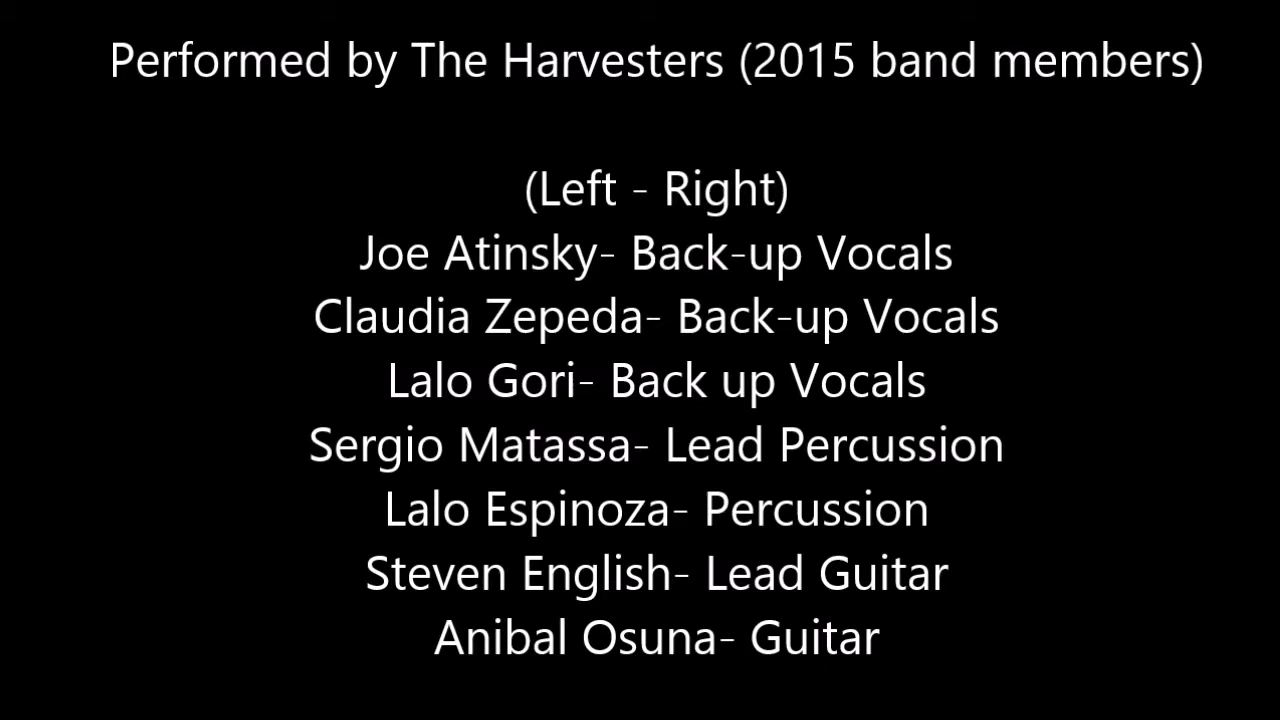 Performed by The Harvesters (2015 band members)
(Left - Right)
Joe Atinsky- Back-up Vocals
Claudia Zepeda- Back-up Vocals
Lalo Gori- Back up Vocals
Sergio Matassa- Lead Percussion
Lalo Espinoza- Percussion
Steven English- Lead Guitar
Anibal Osuna- Guitar